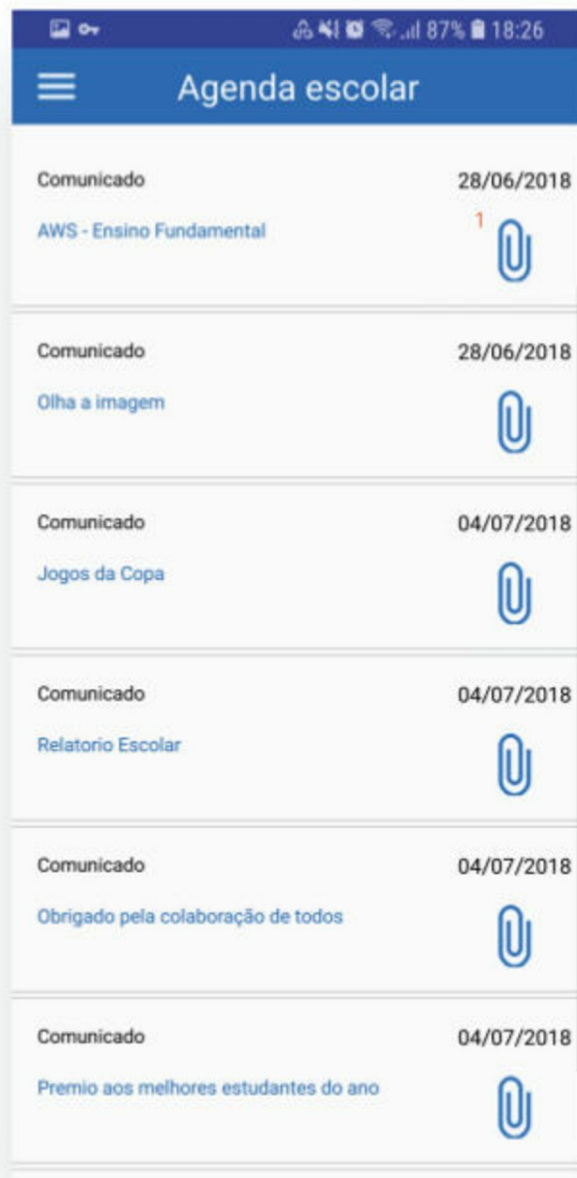 87% 18:26
Agenda escolar
Comunicado 28/06/2018
AWS - Ensino Fundamental 1
Comunicado 28/06/2018
Olha a imagem
Comunicado 04/07/2018
Jogos da Copa
Comunicado 04/07/2018
Relatorio Escolar
Comunicado 04/07/2018
Obrigado pela colaboração de todos
Comunicado 04/07/2018
Premio aos melhores estudantes do ano